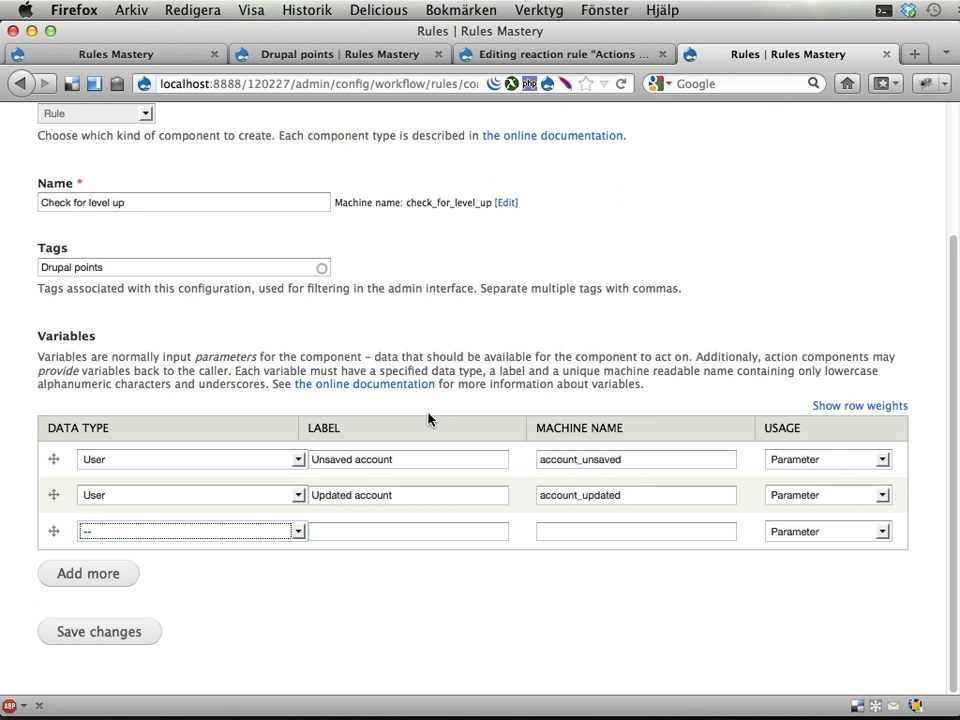 Firefox Arkiv Redigera Visa Historik Delicious Bokmärken Verktyg Fönster Hjälp
Rules | Rules Mastery
Rules Mastery
Drupal points | Rules Mastery
Editing reaction rule "Actions ...
Rules | Rules Mastery
localhost:8888/120227/admin/config/workflow/rules/coi
php
Google
Rule
Choose which kind of component to create. Each component type is described in the online documentation.
Name *
Check for level up
Machine name: check_for_level_up [Edit]
Tags
Drupal points
Tags associated with this configuration, used for filtering in the admin interface. Separate multiple tags with commas.
Variables
Variables are normally input parameters for the component – data that should be available for the component to act on. Additionaly, action components may
provide variables back to the caller. Each variable must have a specified data type, a label and a unique machine readable name containing only lowercase
alphanumeric characters and underscores. See the online documentation for more information about variables.
Show row weights
DATA TYPE LABEL MACHINE NAME USAGE
User Unsaved account account_unsaved Parameter
User Updated account account_updated Parameter
-- Parameter
Add more
Save changes
ABP